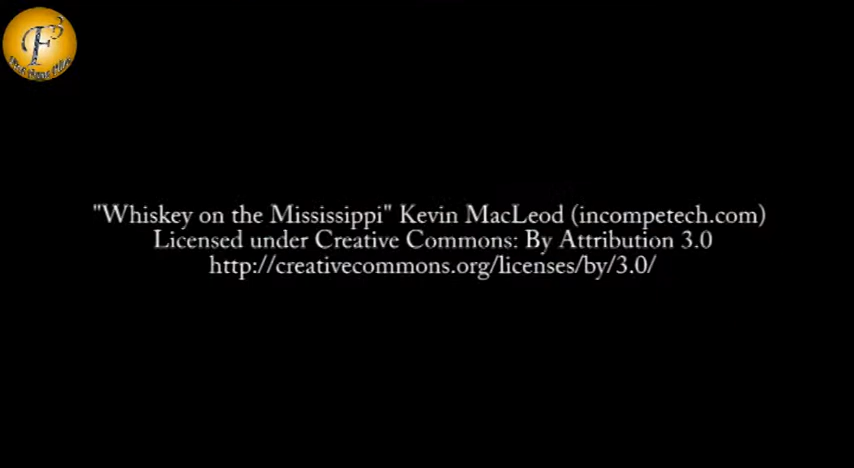 F3
"Whiskey on the Mississippi" Kevin MacLeod (incompetech.com)
Licensed under Creative Commons: By Attribution 3.0
http://creativecommons.org/licenses/by/3.0/